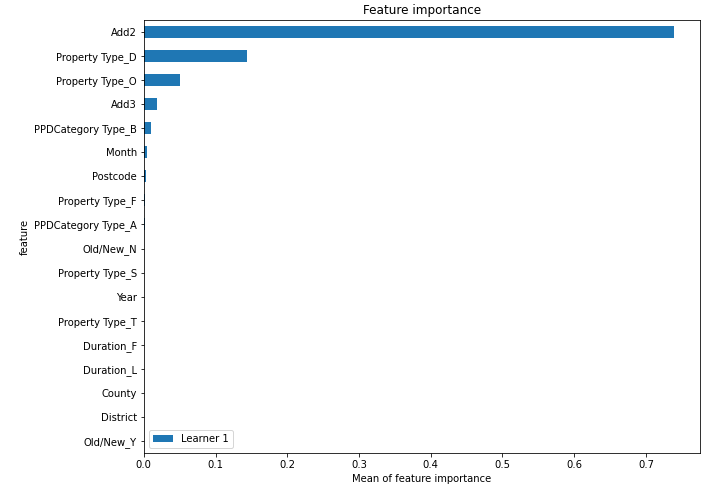 Feature importance
Add2
Property Type_D
Property Type_O
Add3
PPDCategory Type_B
Month
Postcode
Property Type_F
PPDCategory Type_A
Old/New_N
Property Type_S
Year
Property Type_T
Duration_F
Duration_L
County
District
Old/New_Y
feature
Learner 1
0.0 0.1 0.2 0.3 0.4 0.5 0.6 0.7
Mean of feature importance